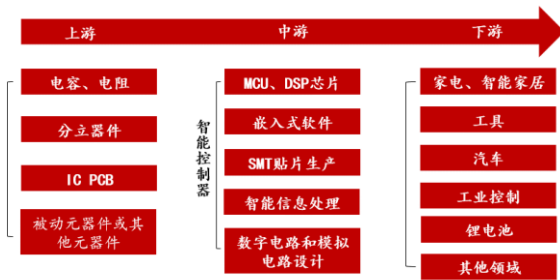 上游
中游
下游
电容、电阻
分立器件
IC PCB
被动元器件或其
他元器件
智能控制器
MCU、DSP芯片
嵌入式软件
SMT贴片生产
智能信息处理
数字电路和模拟
电路设计
家电、智能家居
工具
汽车
工业控制
锂电池
其他领域